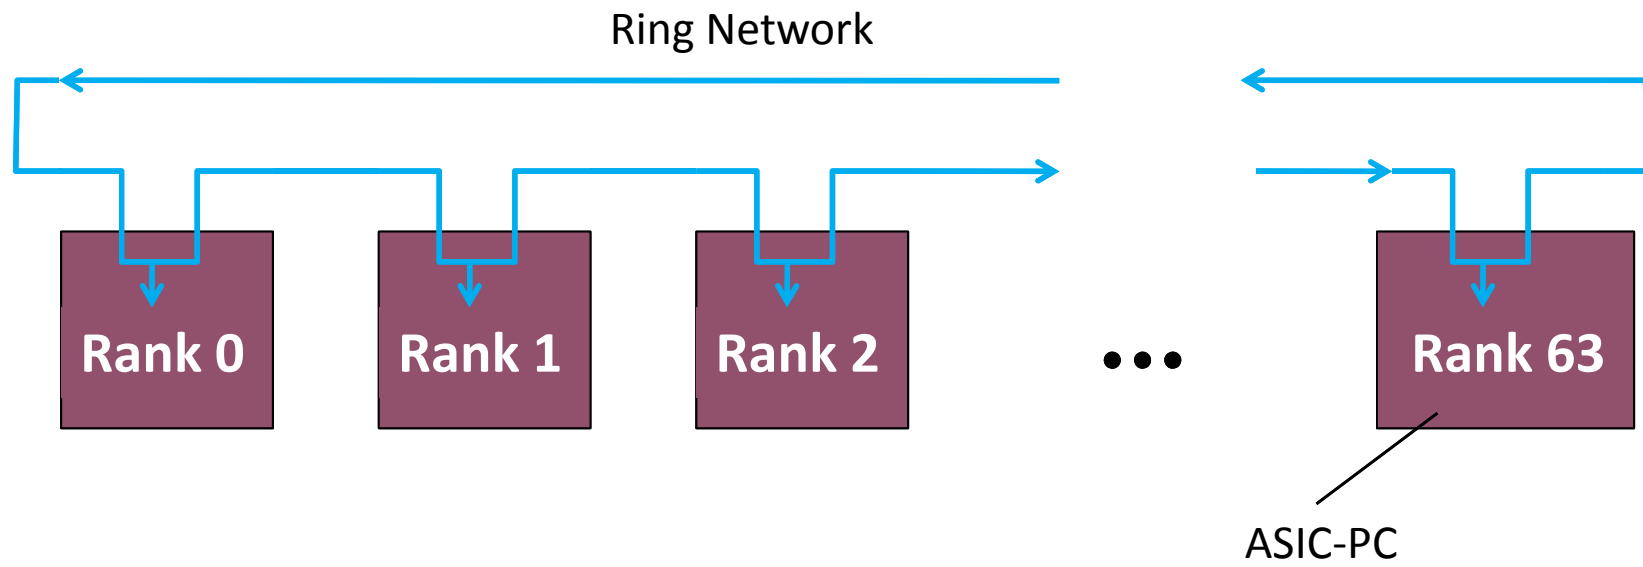 Ring Network
Rank 0
Rank 1
Rank 2
•••
Rank 63
ASIC-PC